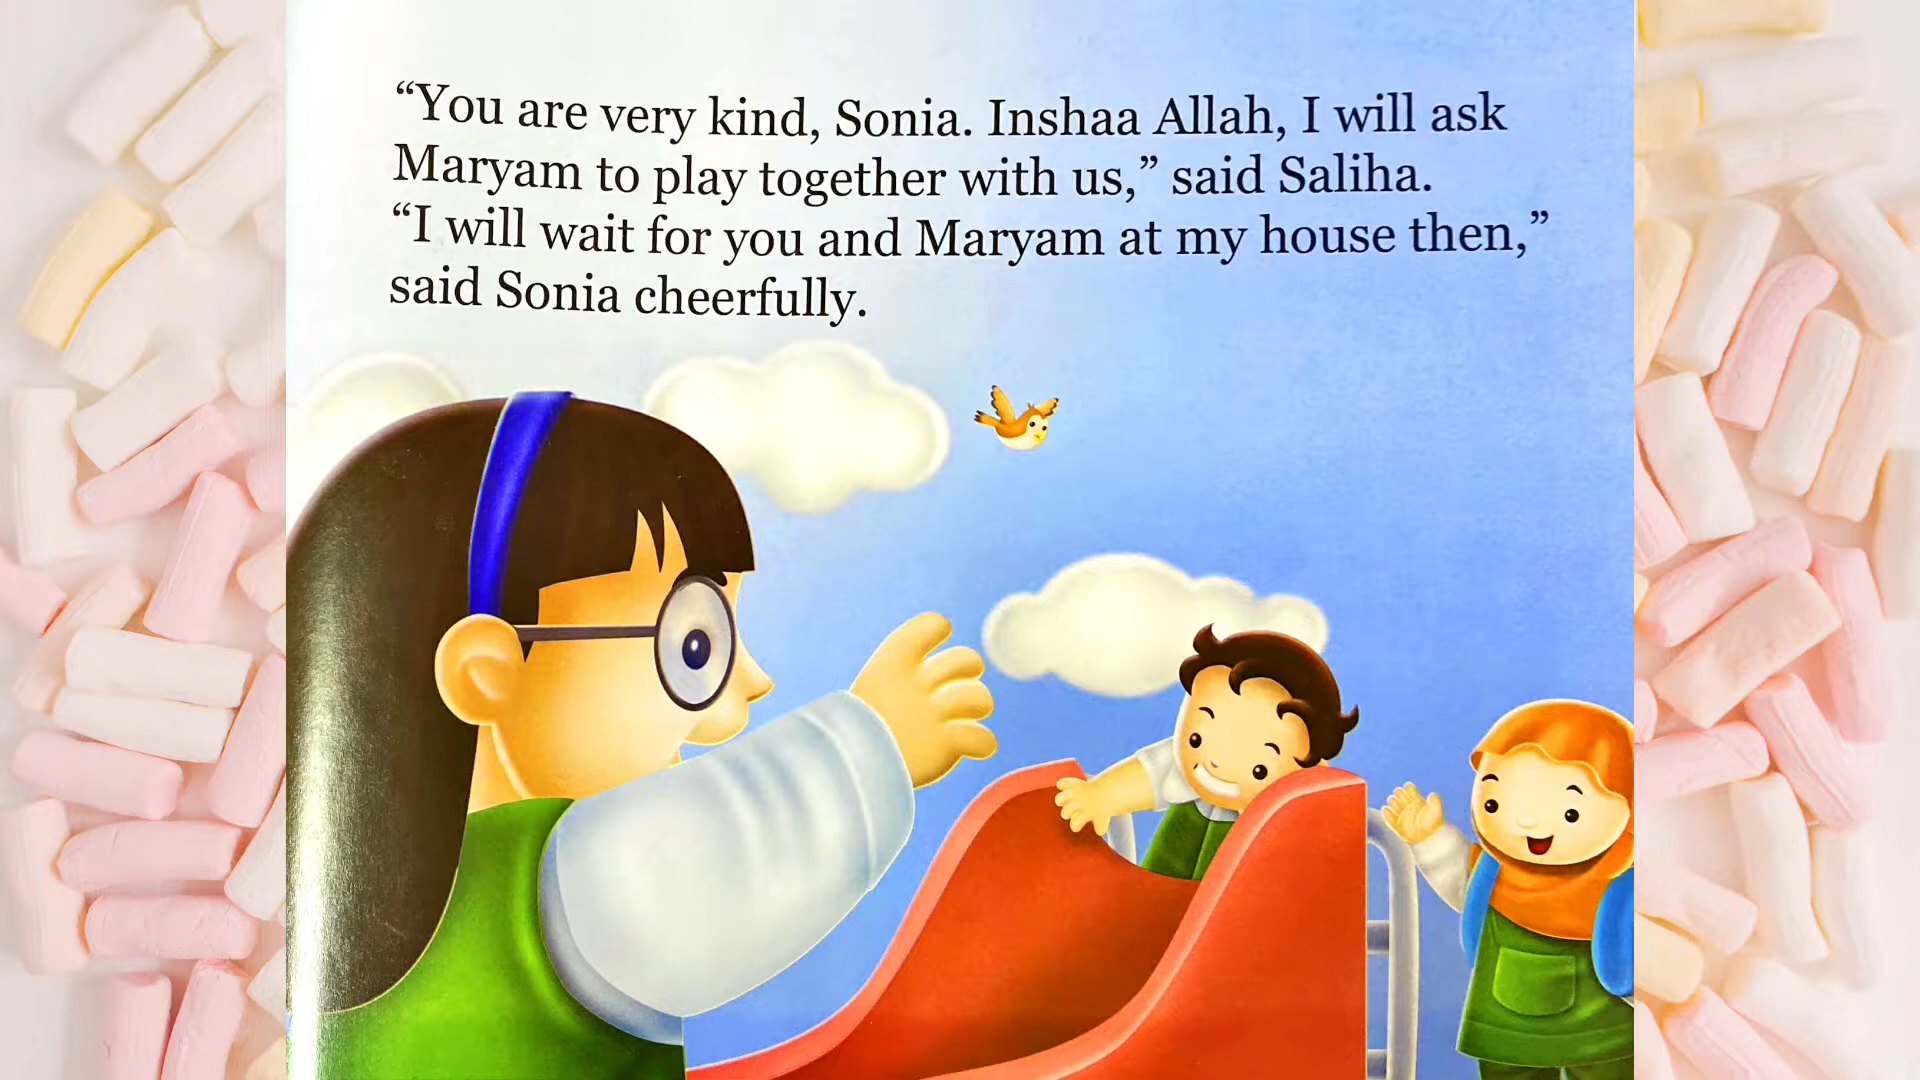 “You are very kind, Sonia. Inshaa Allah, I will ask
Maryam to play together with us,” said Saliha.
“I will wait for you and Maryam at my house then,”
said Sonia cheerfully.